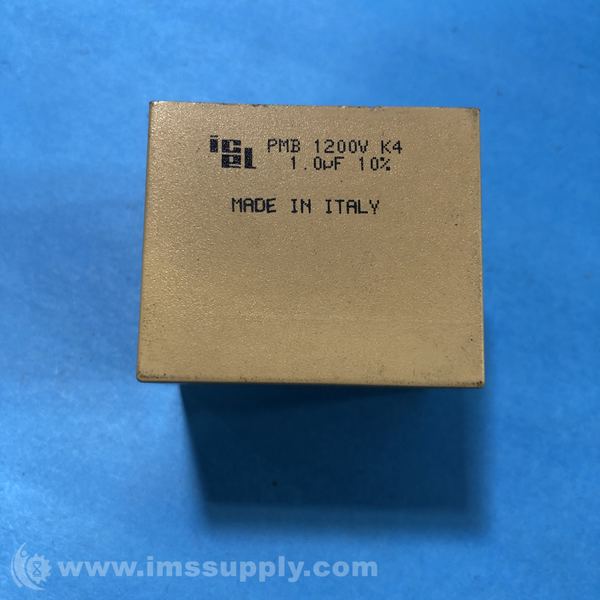 icel PMB 1200V K4
1.0µF 10%
MADE IN ITALY
www.imssupply.com